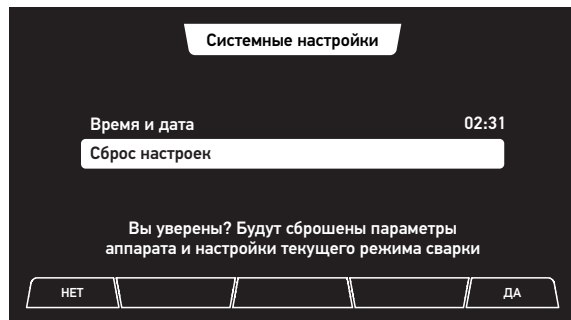 Системные настройки
Время и дата 02:31
Сброс настроек
Вы уверены? Будут сброшены параметры
аппарата и настройки текущего режима сварки
НЕТ ДА